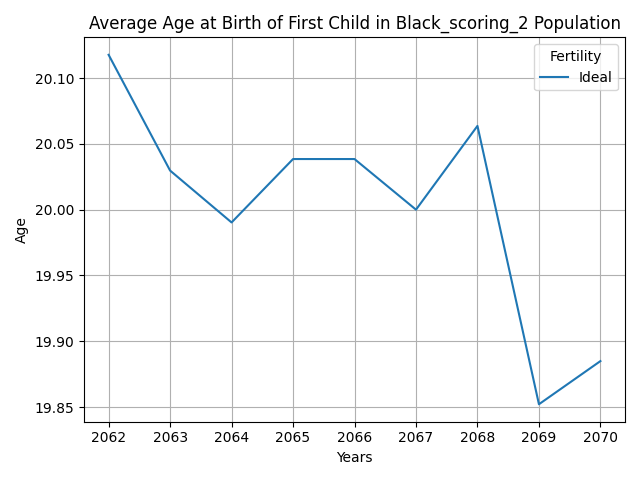 Average Age at Birth of First Child in Black_scoring_2 Population
Fertility
Ideal
20.10
20.05
20.00
19.95
19.90
19.85
Age
2062 2063 2064 2065 2066 2067 2068 2069 2070
Years